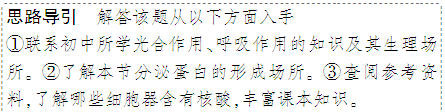 思路导引　解答该题从以下方面入手
①联系初中所学光合作用、呼吸作用的知识及其生理场
所。②了解本节分泌蛋白的形成场所。③查阅参考资
料,了解哪些细胞器含有核酸,丰富课本知识。